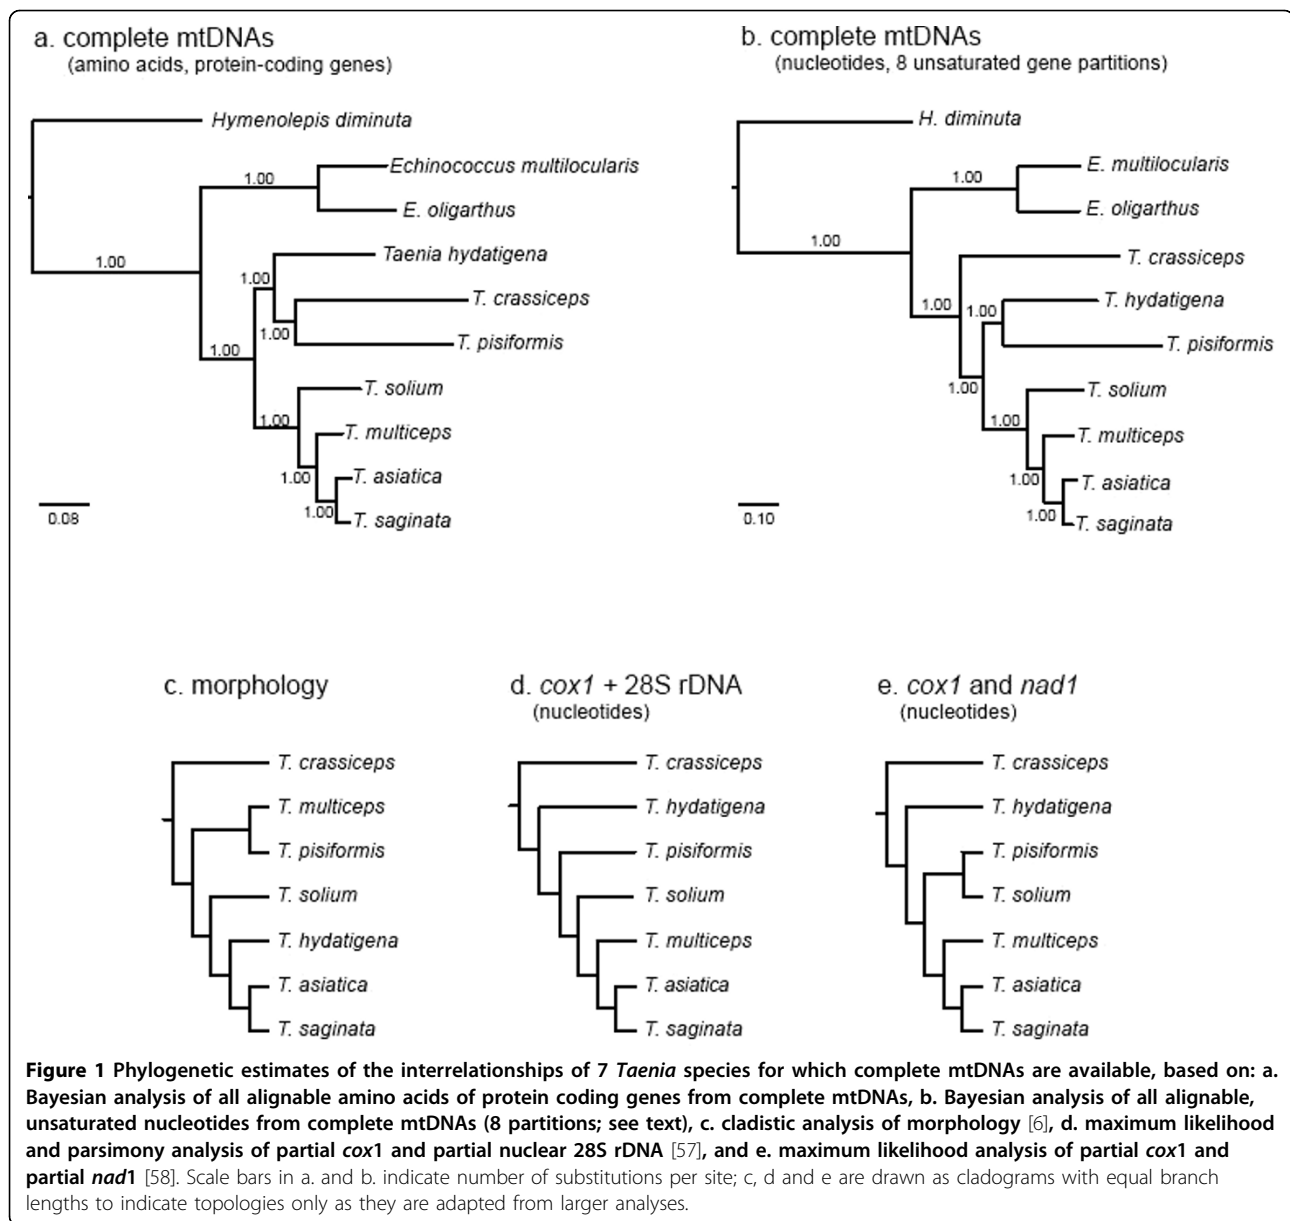 a. complete mtDNAs
(amino acids, protein-coding genes)
Hymenolepis diminuta
Echinococcus multilocularis
1.00
E. oligarthus
Taenia hydatigena
1.00
1.00
T. crassiceps
1.00
T. pisiformis
1.00
T. solium
1.00
T. multiceps
1.00
T. asiatica
1.00
T. saginata
0.08
b. complete mtDNAs
(nucleotides, 8 unsaturated gene partitions)
H. diminuta
E. multilocularis
1.00
E. oligarthus
1.00
T. crassiceps
1.00
1.00
T. hydatigena
T. pisiformis
1.00
T. solium
1.00
T. multiceps
1.00
T. asiatica
1.00
T. saginata
0.10
c. morphology
T. crassiceps
T. multiceps
T. pisiformis
T. solium
T. hydatigena
T. asiatica
T. saginata
d. cox1 + 28S rDNA
(nucleotides)
T. crassiceps
T. hydatigena
T. pisiformis
T. solium
T. multiceps
T. asiatica
T. saginata
e. cox1 and nad1
(nucleotides)
T. crassiceps
T. hydatigena
T. pisiformis
T. solium
T. multiceps
T. asiatica
T. saginata
Figure 1 Phylogenetic estimates of the interrelationships of 7 Taenia species for which complete mtDNAs are available, based on: a.
Bayesian analysis of all alignable amino acids of protein coding genes from complete mtDNAs, b. Bayesian analysis of all alignable,
unsaturated nucleotides from complete mtDNAs (8 partitions; see text), c. cladistic analysis of morphology [6], d. maximum likelihood
and parsimony analysis of partial cox1 and partial nuclear 28S rDNA [57], and e. maximum likelihood analysis of partial cox1 and
partial nad1 [58]. Scale bars in a. and b. indicate number of substitutions per site; c, d and e are drawn as cladograms with equal branch
lengths to indicate topologies only as they are adapted from larger analyses.